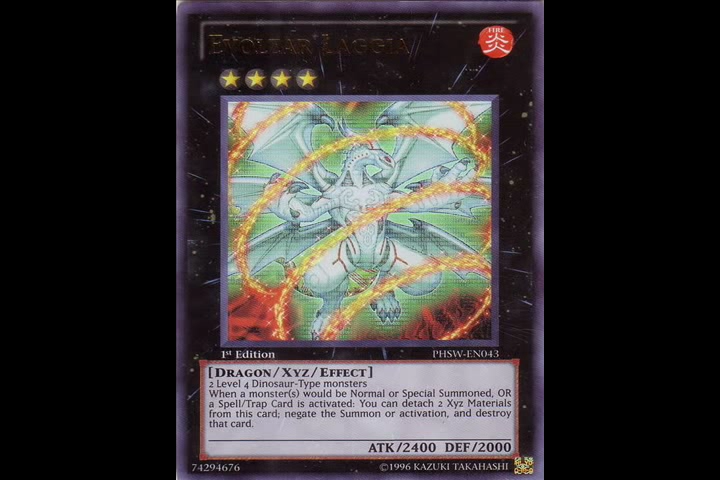 Evolzar Laggia
FIRE
炎
1st Edition
PHSW-EN043
[Dragon/Xyz/Effect]
2 Level 4 Dinosaur-Type monsters
When a monster(s) would be Normal or Special Summoned, OR
a Spell/Trap Card is activated: You can detach 2 Xyz Materials
from this card; negate the Summon or activation, and destroy
that card.
ATK/2400 DEF/2000
74294676
©1996 KAZUKI TAKAHASHI